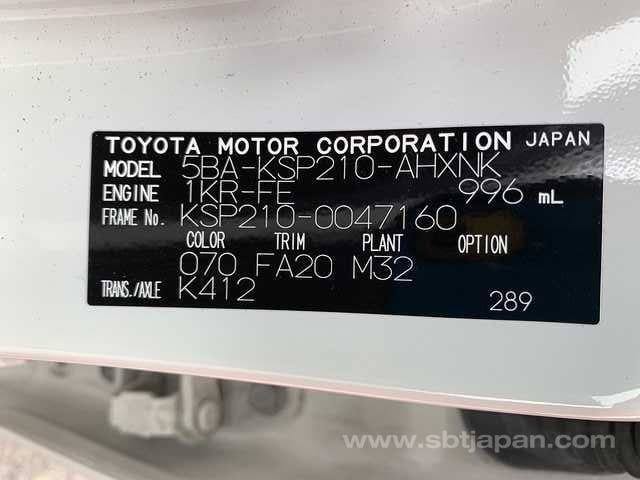 TOYOTA MOTOR CORPORATION JAPAN
MODEL 5BA-KSP210-AHXNK
ENGINE 1KR-FE 996 mL
FRAME No. KSP210-0047160
COLOR TRIM PLANT OPTION
070 FA20 M32
TRANS./AXLE K412
289
www.sbtjapan.com